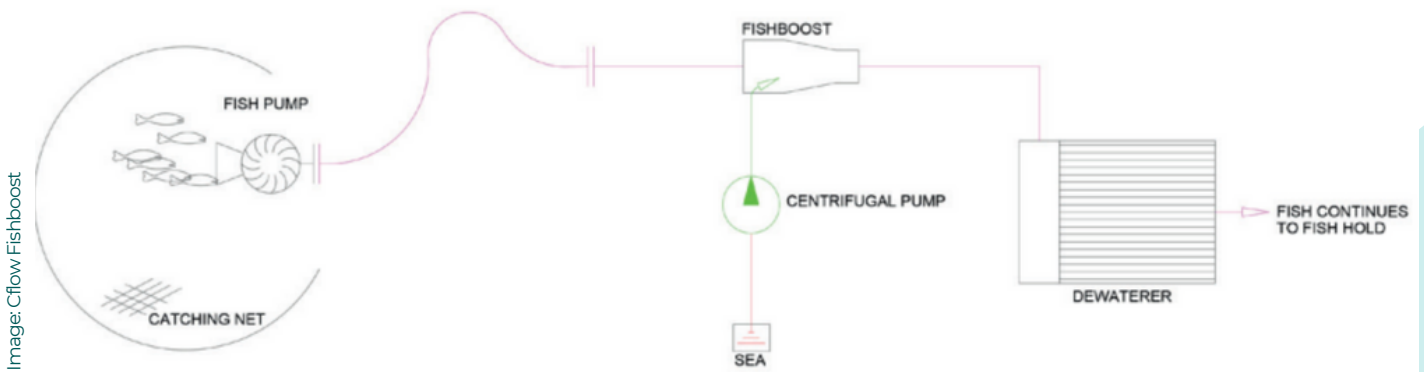 FISHBOOST
FISH PUMP
CENTRIFUGAL PUMP
FISH CONTINUES
TO FISH HOLD
DEWATERER
CATCHING NET
SEA
Image: Cflow Fishboost